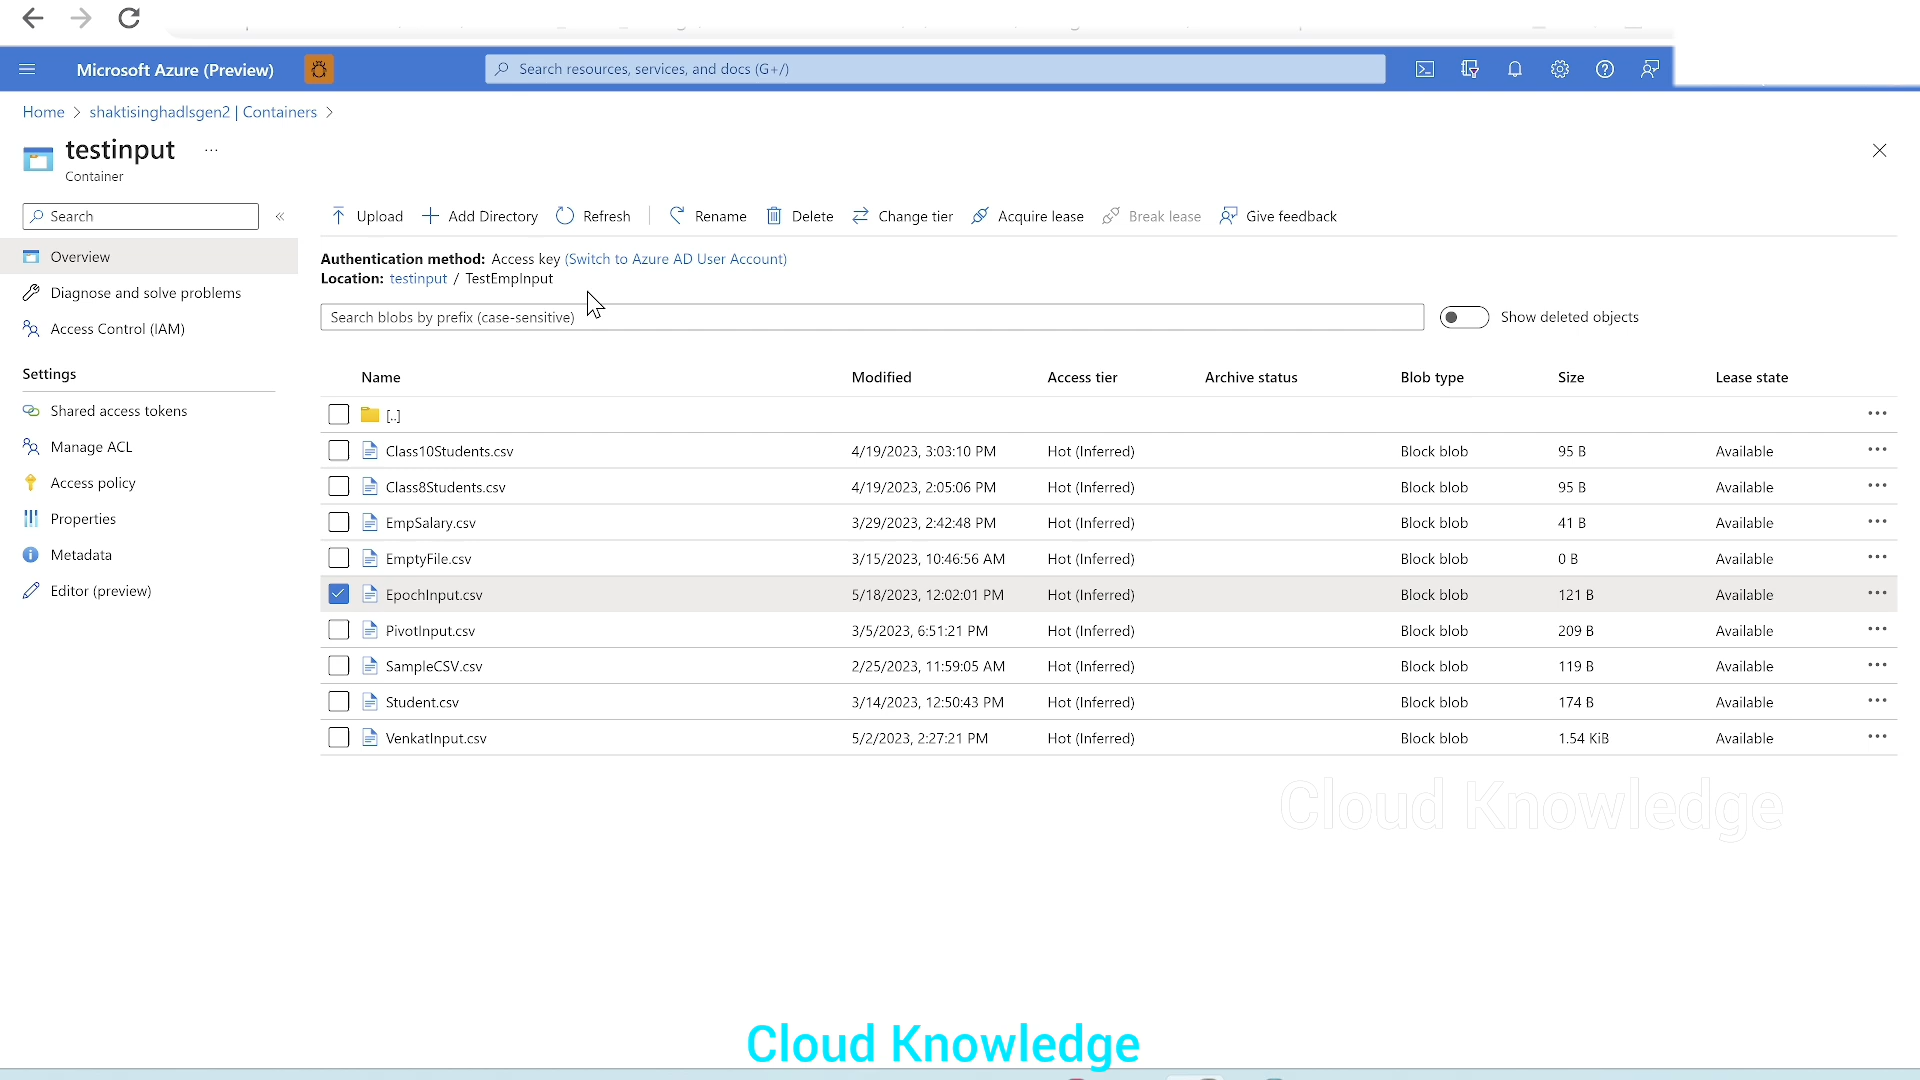 Microsoft Azure (Preview)
Search resources, services, and docs (G+/)
Home > shaktisinghadlsgen2 | Containers >
testinput ...
Container
Search «
Upload Add Directory Refresh Rename Delete Change tier Acquire lease Break lease Give feedback
Overview
Diagnose and solve problems
Access Control (IAM)
Settings
Shared access tokens
Manage ACL
Access policy
Properties
Metadata
Editor (preview)
Authentication method: Access key (Switch to Azure AD User Account)
Location: testinput / TestEmpInput
Search blobs by prefix (case-sensitive)
Show deleted objects
Name Modified Access tier Archive status Blob type Size Lease state
[..] ...
Class10Students.csv 4/19/2023, 3:03:10 PM Hot (Inferred) Block blob 95 B Available ...
Class8Students.csv 4/19/2023, 2:05:06 PM Hot (Inferred) Block blob 95 B Available ...
EmpSalary.csv 3/29/2023, 2:42:48 PM Hot (Inferred) Block blob 41 B Available ...
EmptyFile.csv 3/15/2023, 10:46:56 AM Hot (Inferred) Block blob 0 B Available ...
EpochInput.csv 5/18/2023, 12:02:01 PM Hot (Inferred) Block blob 121 B Available ...
PivotInput.csv 3/5/2023, 6:51:21 PM Hot (Inferred) Block blob 209 B Available ...
SampleCSV.csv 2/25/2023, 11:59:05 AM Hot (Inferred) Block blob 119 B Available ...
Student.csv 3/14/2023, 12:50:43 PM Hot (Inferred) Block blob 174 B Available ...
VenkatInput.csv 5/2/2023, 2:27:21 PM Hot (Inferred) Block blob 1.54 KiB Available ...
Cloud Knowledge
Cloud Knowledge